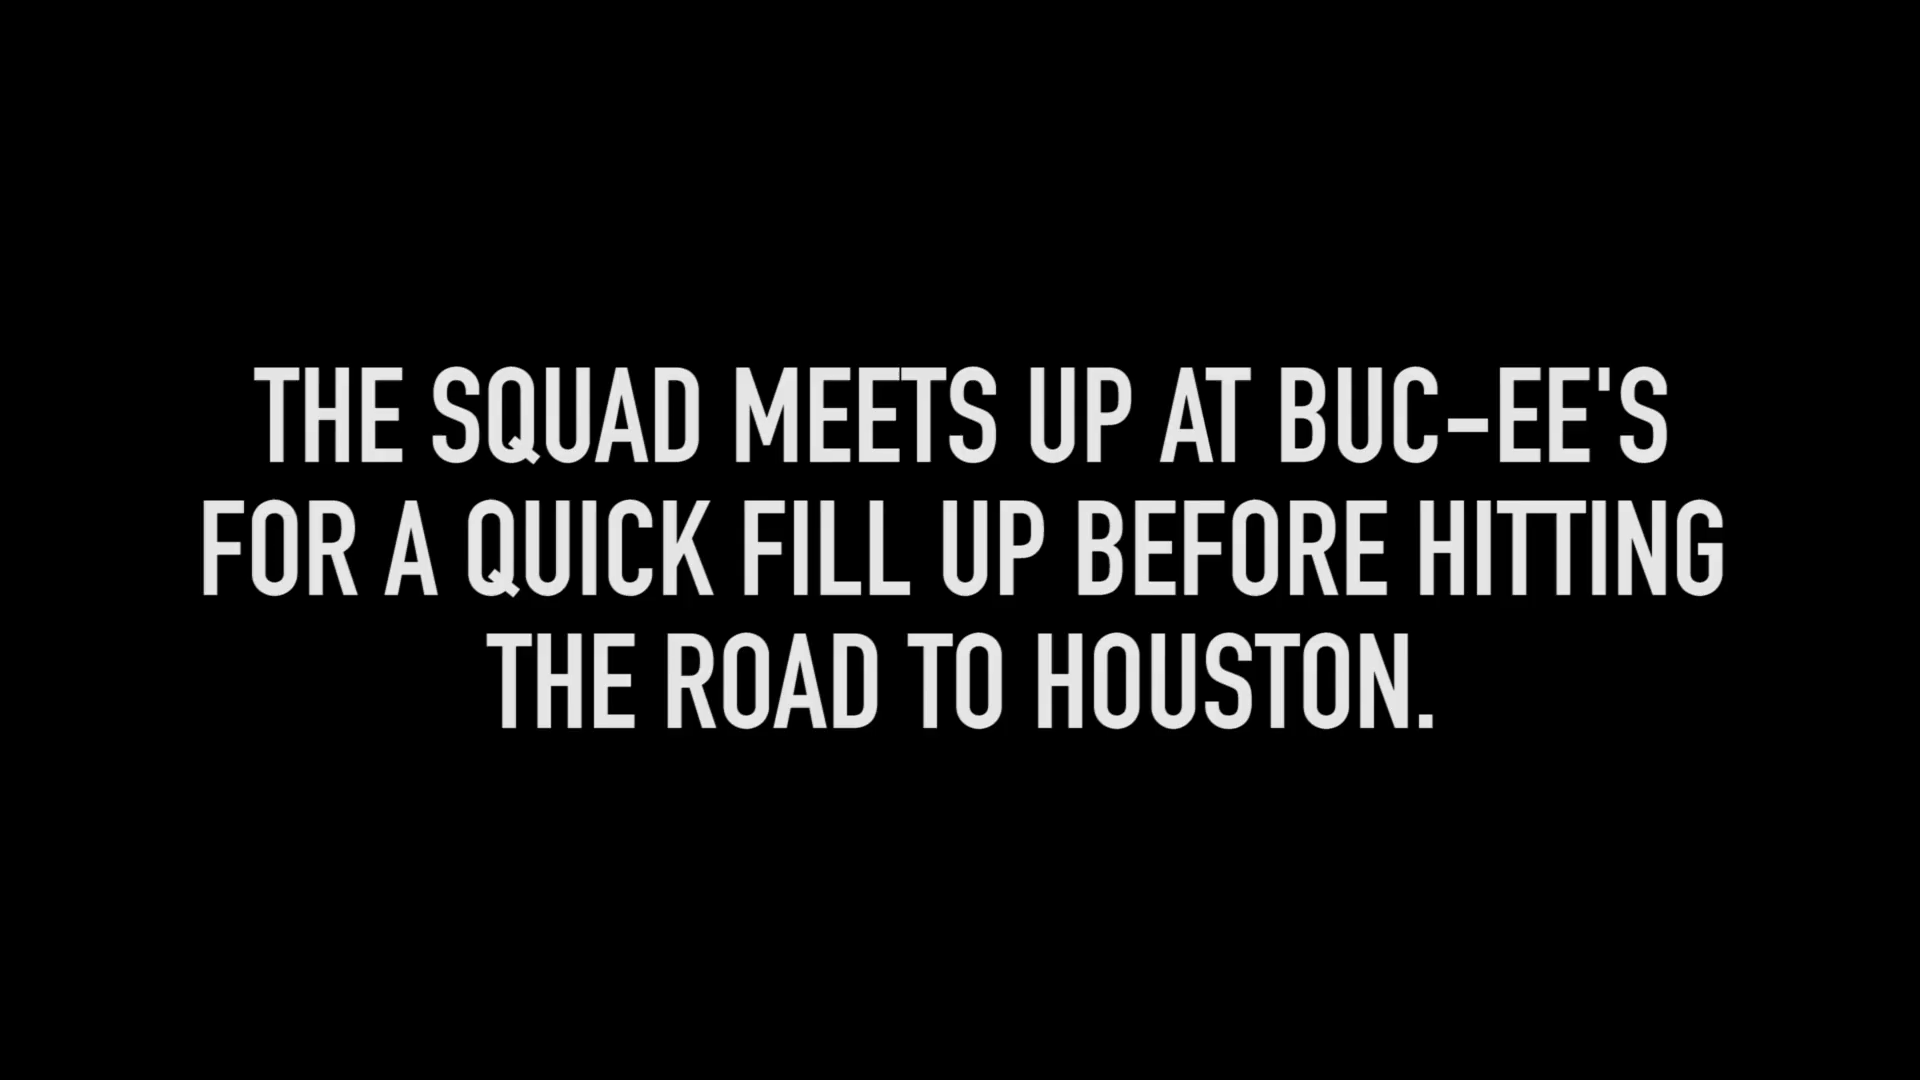 THE SQUAD MEETS UP AT BUC-EE'S
FOR A QUICK FILL UP BEFORE HITTING
THE ROAD TO HOUSTON.